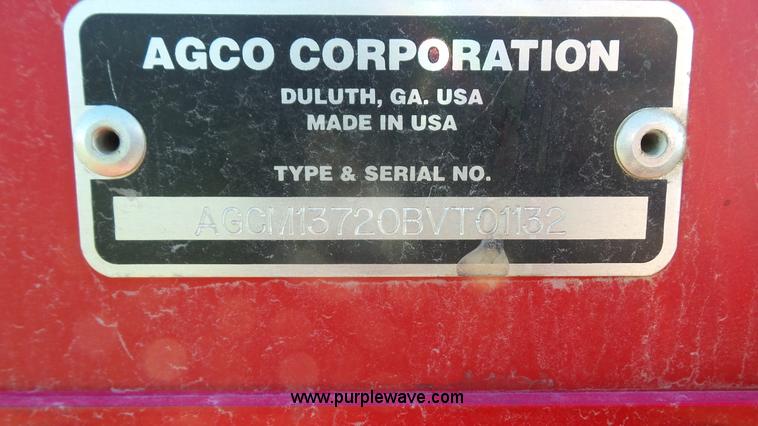 AGCO CORPORATION
DULUTH, GA. USA
MADE IN USA
TYPE & SERIAL NO.
AGCM13720BVT01132
www.purplewave.com